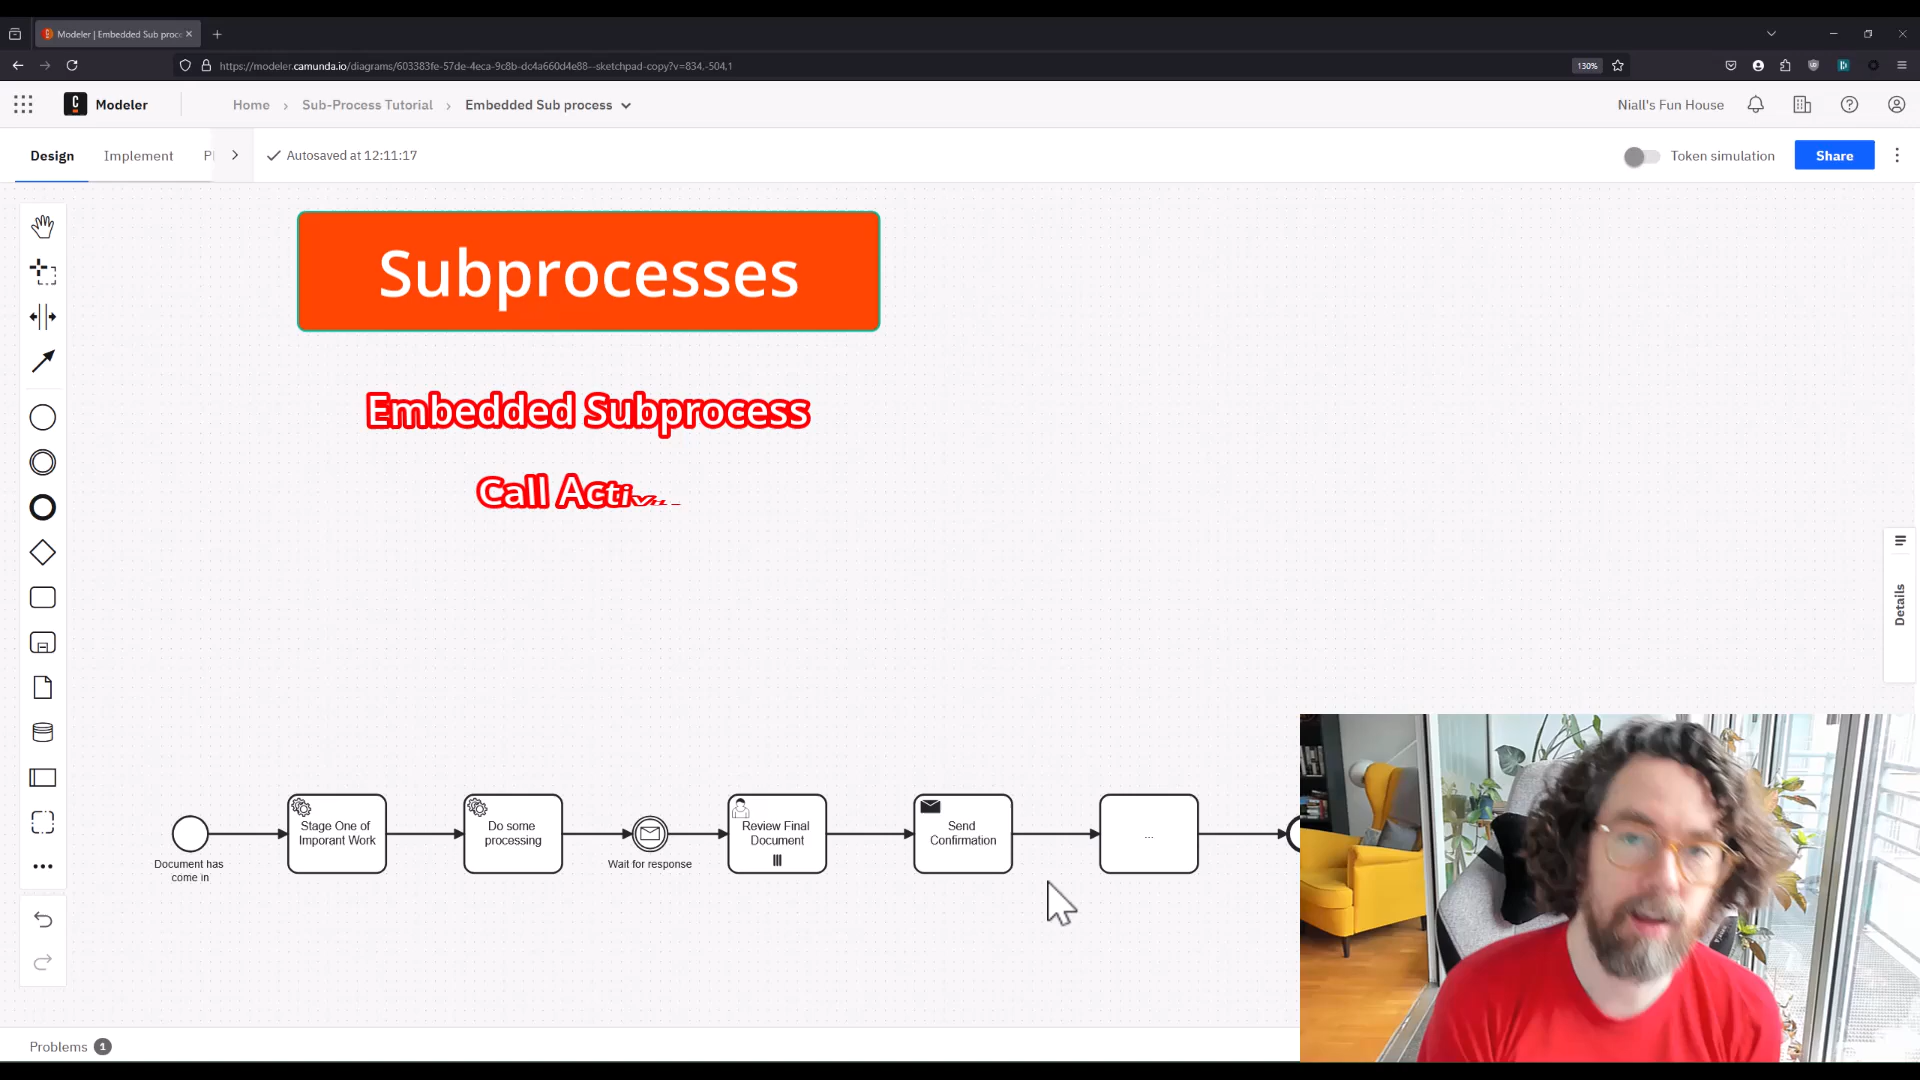 Modeler | Embedded Sub proce
https://modeler.camunda.io/diagrams/603383fe-57de-4eca-9c8b-dc4a660d4e88--sketchpad-copy?v=834,-504,1
130%
C
Modeler
Home
Sub-Process Tutorial
Embedded Sub process
Niall's Fun House
Design
Implement
Autosaved at 12:11:17
Token simulation
Share
Subprocesses
Embedded Subprocess
Call Activ
Details
Document has
come in
Stage One of
Imporant Work
Do some
processing
Wait for response
Review Final
Document
Send
Confirmation
...
Problems 1